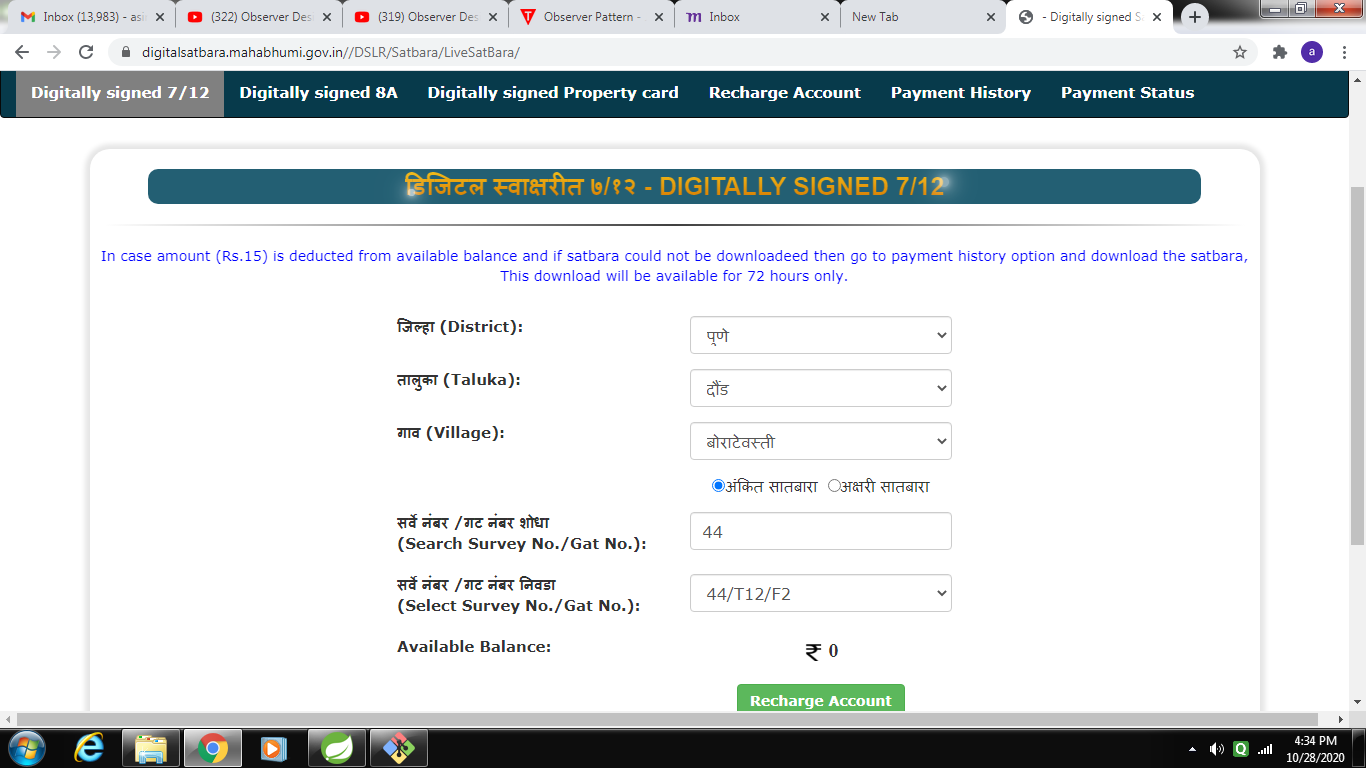 Inbox (13,983) - asi
(322) Observer Des
(319) Observer Des
Observer Pattern -
Inbox
New Tab
- Digitally signed S
digitalsatbara.mahabhumi.gov.in//DSLR/Satbara/LiveSatBara/
a
Digitally signed 7/12 Digitally signed 8A Digitally signed Property card Recharge Account Payment History Payment Status
डिजिटल स्वाक्षरीत ७/१२ - DIGITALLY SIGNED 7/12
In case amount (Rs.15) is deducted from available balance and if satbara could not be downloadeed then go to payment history option and download the satbara,
This download will be available for 72 hours only.
जिल्हा (District):
पुणे
तालुका (Taluka):
दौंड
गाव (Village):
बोराटेवस्ती
अंकित सातबारा अक्षरी सातबारा
सर्वे नंबर /गट नंबर शोधा
(Search Survey No./Gat No.):
44
सर्वे नंबर /गट नंबर निवडा
(Select Survey No./Gat No.):
44/T12/F2
Available Balance:
₹ 0
Recharge Account
4:34 PM
10/28/2020